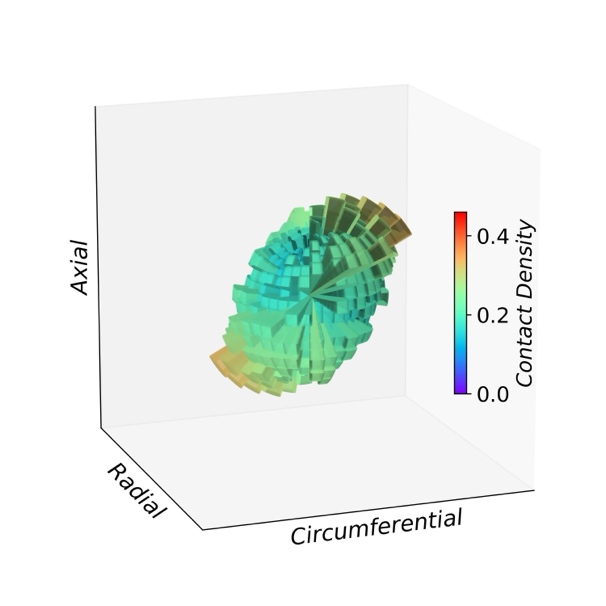 Axial
Radial
Circumferential
0.4
0.2
0.0
Contact Density